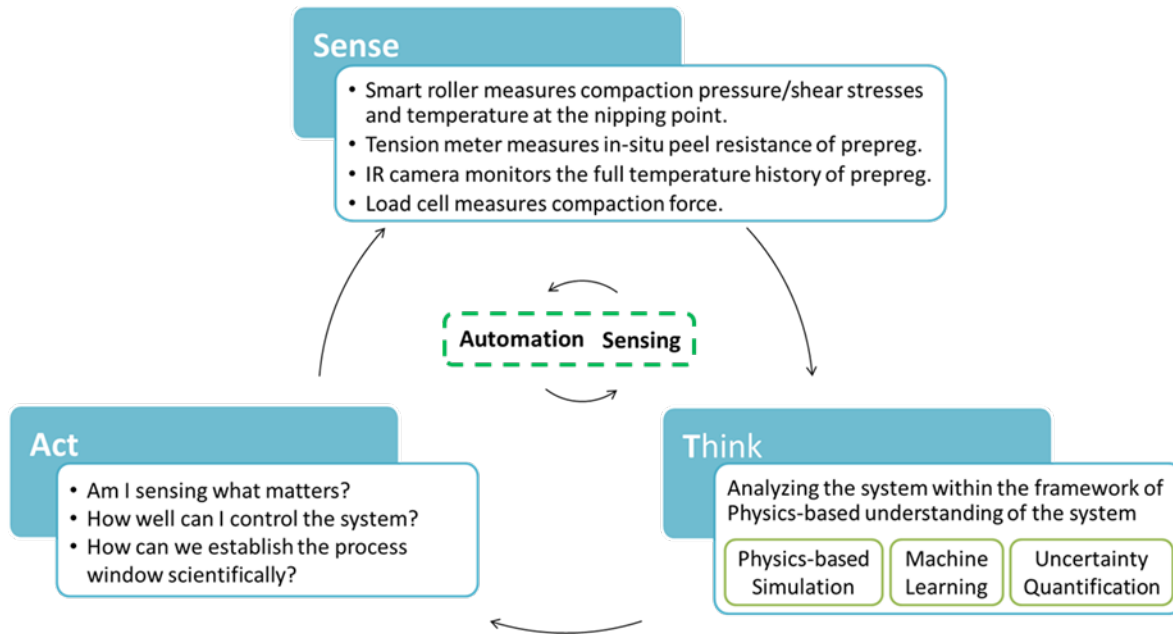 Sense
• Smart roller measures compaction pressure/shear stresses
and temperature at the nipping point.
• Tension meter measures in-situ peel resistance of prepreg.
• IR camera monitors the full temperature history of prepreg.
• Load cell measures compaction force.
Automation Sensing
Act
• Am I sensing what matters?
• How well can I control the system?
• How can we establish the process
window scientifically?
Think
Analyzing the system within the framework of
Physics-based understanding of the system
Physics-based
Simulation
Machine
Learning
Uncertainty
Quantification